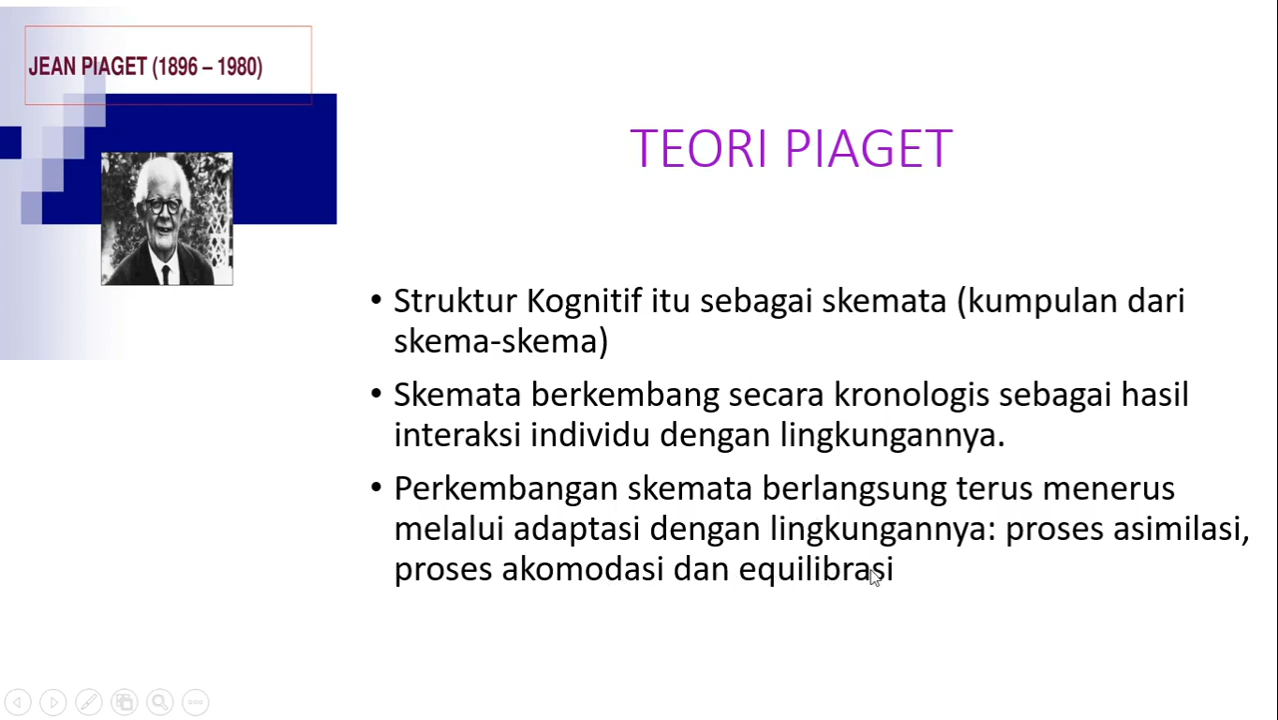 JEAN PIAGET (1896 – 1980)
TEORI PIAGET
• Struktur Kognitif itu sebagai skemata (kumpulan dari
skema-skema)
• Skemata berkembang secara kronologis sebagai hasil
interaksi individu dengan lingkungannya.
• Perkembangan skemata berlangsung terus menerus
melalui adaptasi dengan lingkungannya: proses asimilasi,
proses akomodasi dan equilibrasi